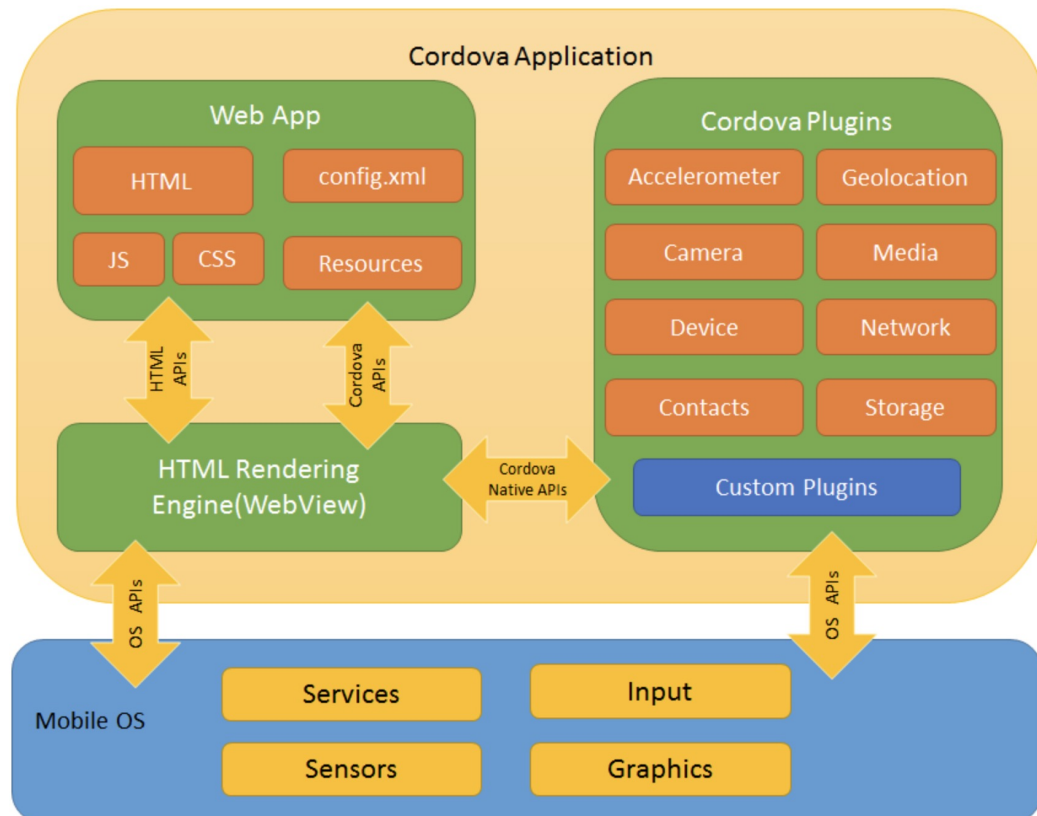 Cordova Application
Web App
HTML
config.xml
JS
CSS
Resources
HTML
APIs
Cordova
APIs
HTML Rendering
Engine(WebView)
Cordova
Native APIs
Cordova Plugins
Accelerometer
Geolocation
Camera
Media
Device
Network
Contacts
Storage
Custom Plugins
OS APIs
OS APIs
Mobile OS
Services
Input
Sensors
Graphics